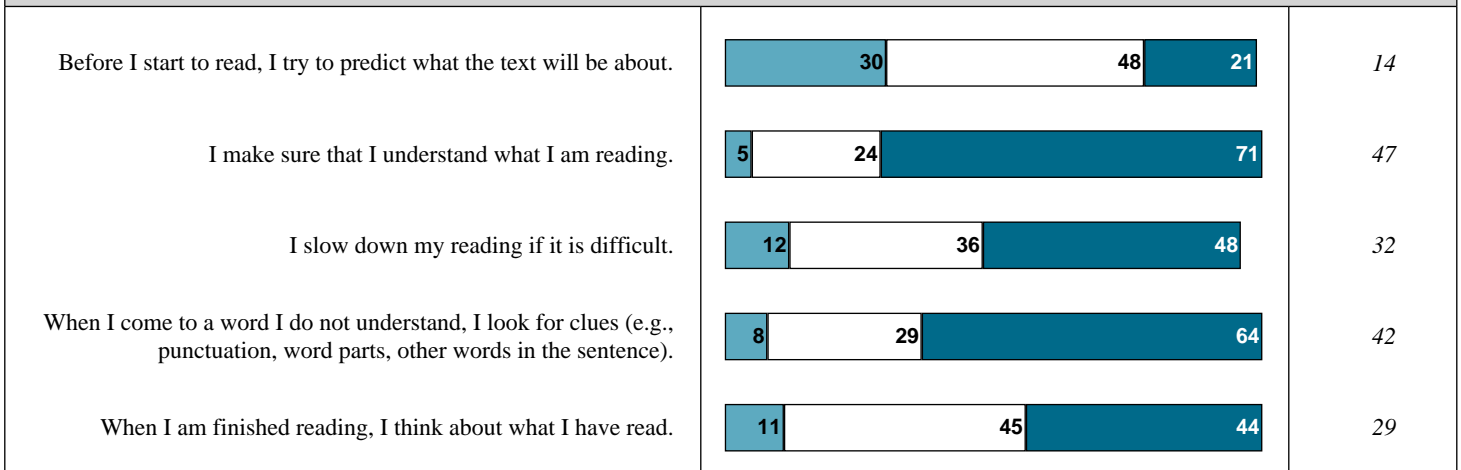 Before I start to read, I try to predict what the text will be about. 30 48 21 14
I make sure that I understand what I am reading. 5 24 71 47
I slow down my reading if it is difficult. 12 36 48 32
When I come to a word I do not understand, I look for clues (e.g.,
punctuation, word parts, other words in the sentence). 8 29 64 42
When I am finished reading, I think about what I have read. 11 45 44 29